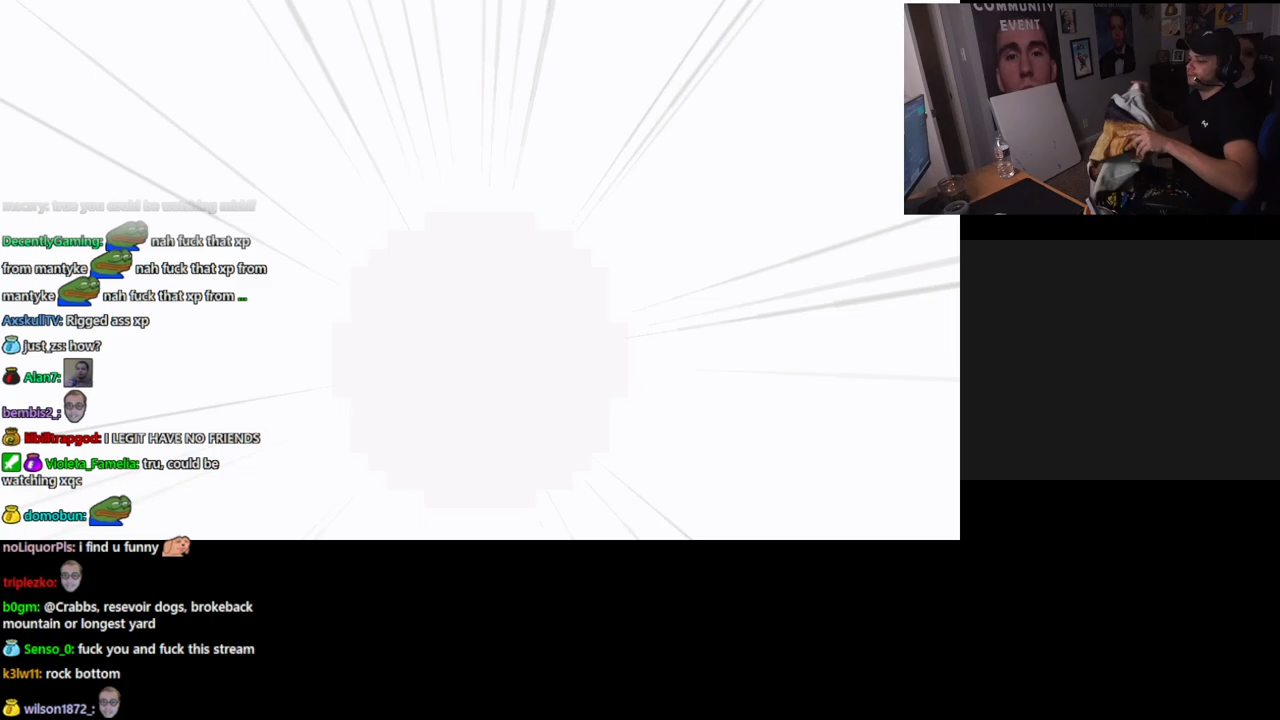 COMMUNITY
EVENT
DecentlyGaming: nah fuck that xp
from mantyke nah fuck that xp from
mantyke nah fuck that xp from ...
AxskullTV: Rigged ass xp
just_zs: how?
Alan7:
bembis2_:
libilltrapgod: I LEGIT HAVE NO FRIENDS
Violeta_Famelia: tru, could be
watching xqc
domobun:
noLiquorPls: i find u funny
triplezko:
b0gm: @Crabbs, resevoir dogs, brokeback
mountain or longest yard
Senso_0: fuck you and fuck this stream
k3lw11: rock bottom
wilson1872_: